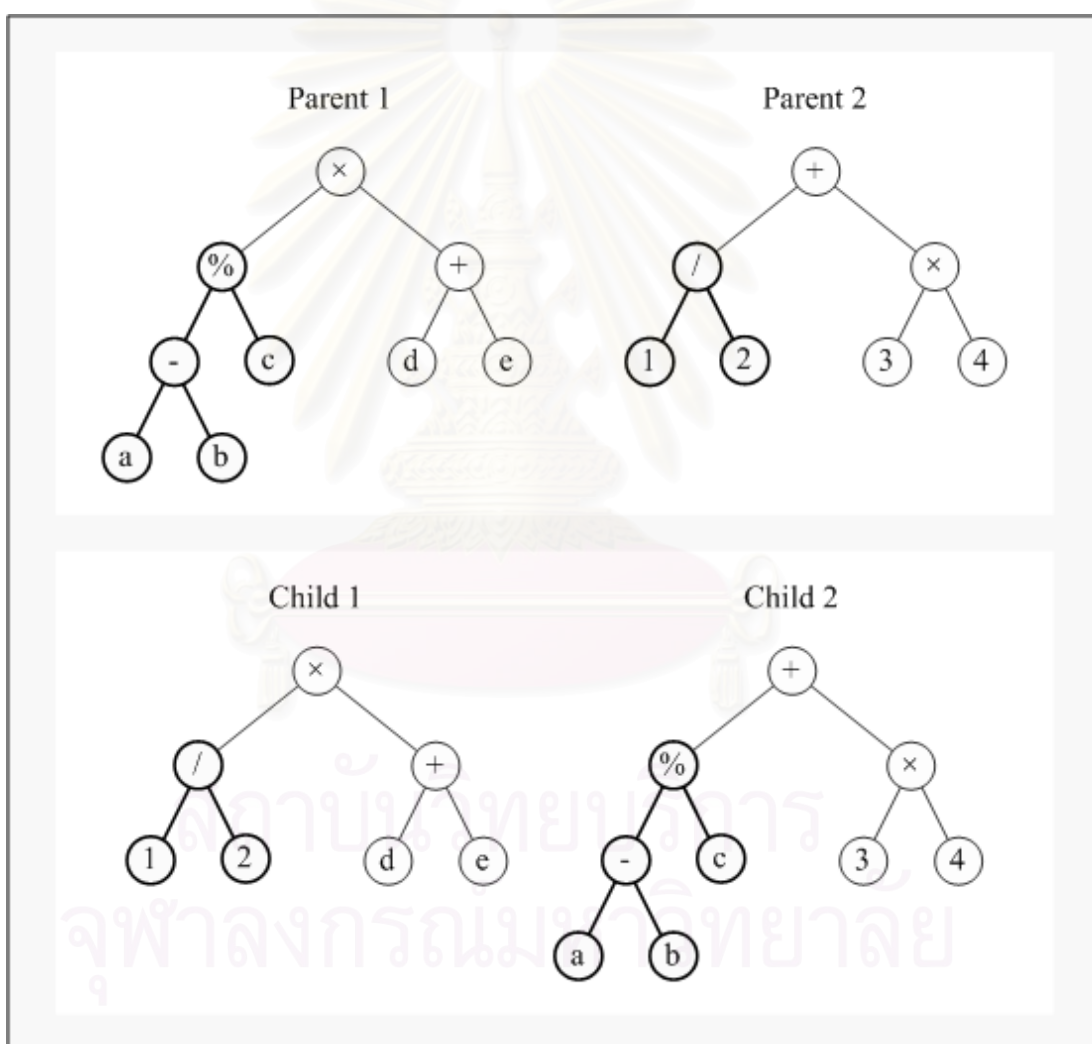 Parent 1 Parent 2
× +
% + / ×
- c d e 1 2 3 4
a b
Child 1 Child 2
× +
/ + % ×
1 2 d e - c 3 4
a b
สถาบันวิทยบริการ
จุฬาลงกรณ์มหาวิทยาลัย